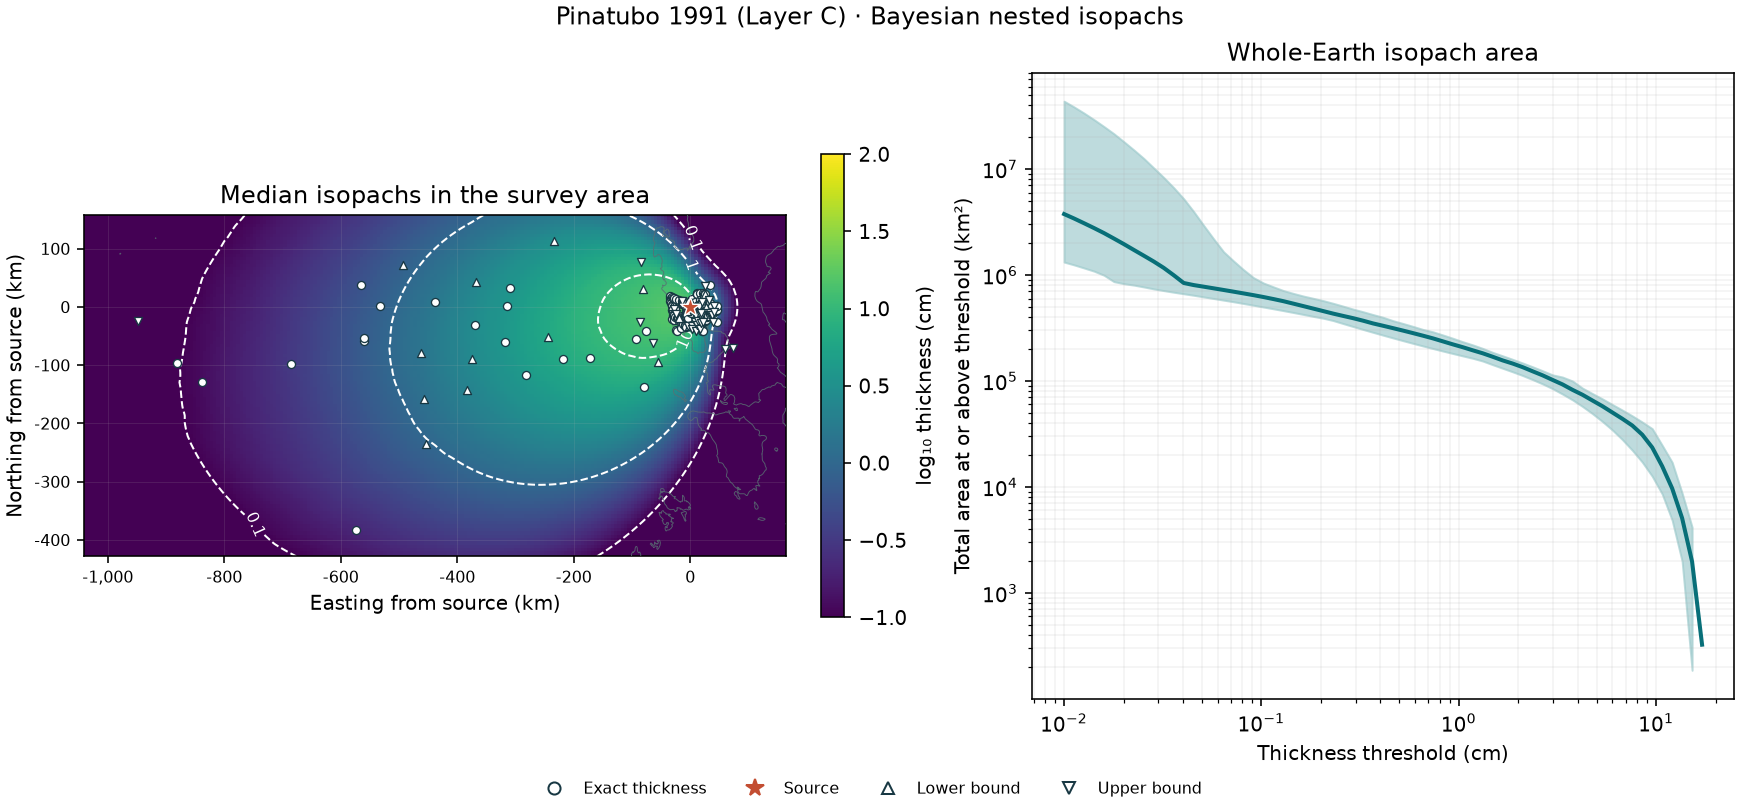 Pinatubo 1991 (Layer C) · Bayesian nested isopachs
Median isopachs in the survey area
Northing from source (km)
100
0
-100
-200
-300
-400
-1,000
-800
-600
-400
-200
0
Easting from source (km)
0.1
0.1
1
10
2.0
1.5
1.0
0.5
0.0
−0.5
−1.0
log₁₀ thickness (cm)
Whole-Earth isopach area
Total area at or above threshold (km²)
10⁷
10⁶
10⁵
10⁴
10³
10⁻²
10⁻¹
10⁰
10¹
Thickness threshold (cm)
Exact thickness
Source
Lower bound
Upper bound